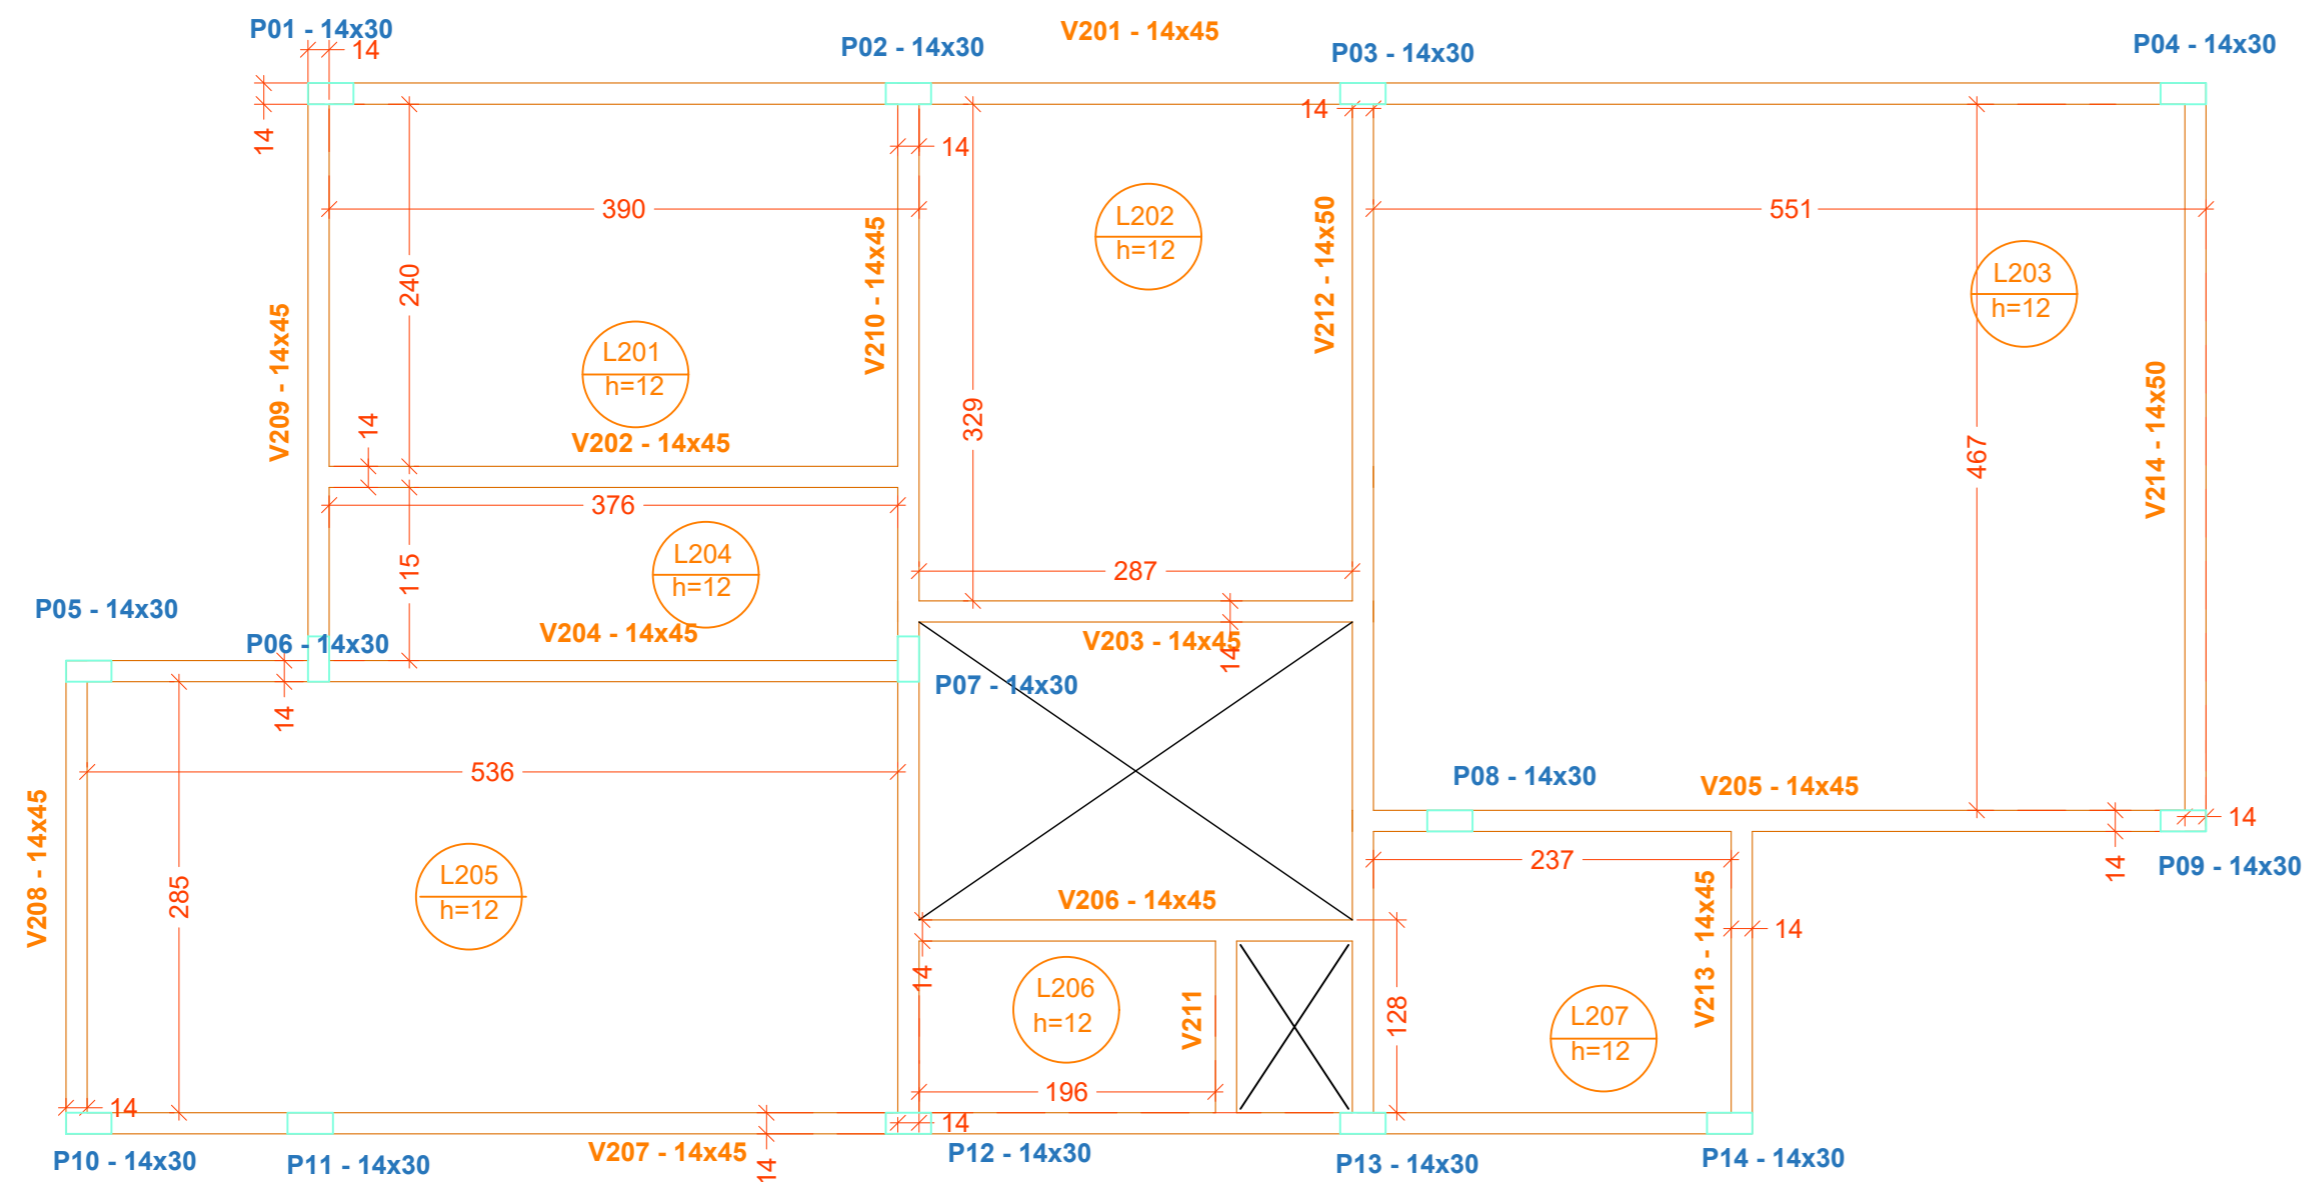 P01 - 14x30
P02 - 14x30
V201 - 14x45
P03 - 14x30
P04 - 14x30
14
14
14
14
390
551
240
329
467
L201
h=12
L202
h=12
L203
h=12
V209 - 14x45
V210 - 14x45
V212 - 14x50
V214 - 14x50
14
V202 - 14x45
376
115
L204
h=12
287
P05 - 14x30
P06 - 14x30
V204 - 14x45
V203 - 14x45
14
P07 - 14x30
14
536
P08 - 14x30
V205 - 14x45
14
14
P09 - 14x30
V208 - 14x45
285
L205
h=12
V206 - 14x45
237
V213 - 14x45
14
14
L206
h=12
V211
128
L207
h=12
196
14
14
V207 - 14x45
14
P10 - 14x30
P11 - 14x30
P12 - 14x30
P13 - 14x30
P14 - 14x30